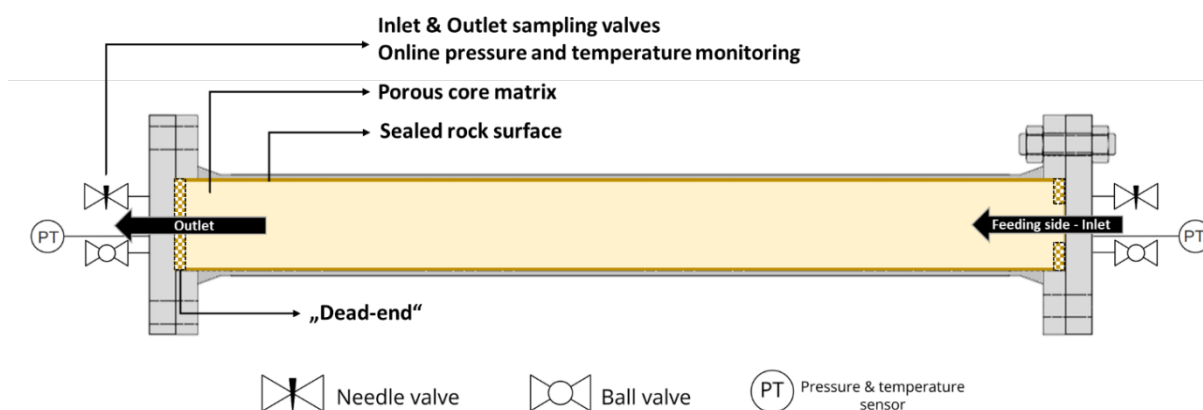 Inlet & Outlet sampling valves
Online pressure and temperature monitoring
Porous core matrix
Sealed rock surface
PT
Outlet
Feeding side - Inlet
PT
„Dead-end“
Needle valve
Ball valve
PT
Pressure & temperature
sensor